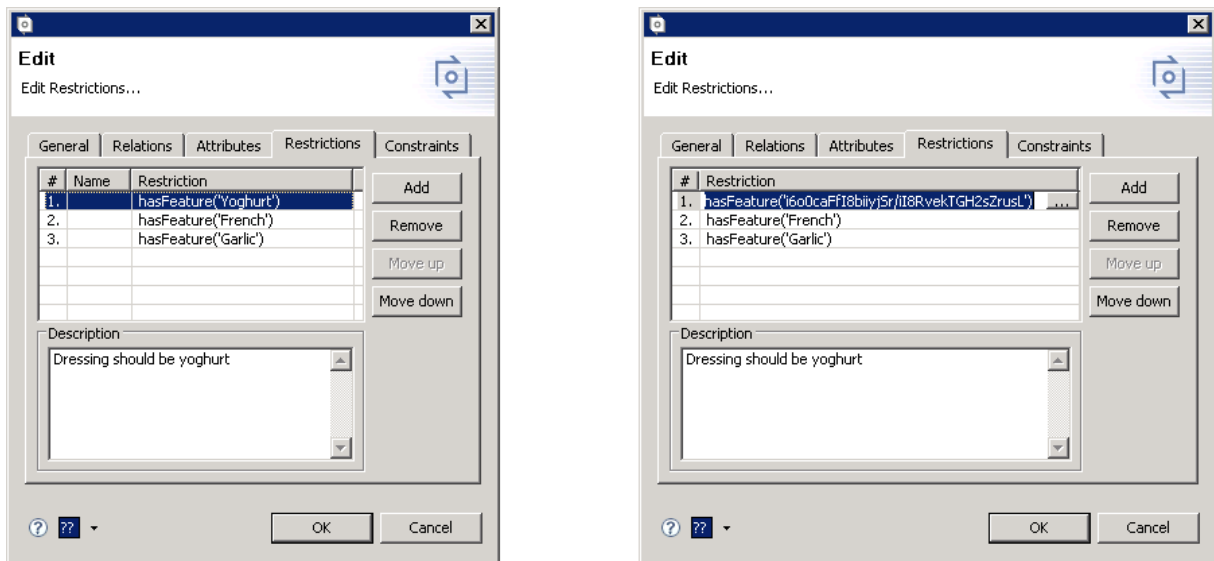 Edit
Edit Restrictions...
General Relations Attributes Restrictions Constraints
# Name Restriction
1. hasFeature('Yoghurt')
2. hasFeature('French')
3. hasFeature('Garlic')
Add
Remove
Move up
Move down
Description
Dressing should be yoghurt
? ?? OK Cancel
Edit
Edit Restrictions...
General Relations Attributes Restrictions Constraints
# Restriction
1. hasFeature('i6o0caFfI8biiyjSr/iI8RvekTGH2sZrusL') ...
2. hasFeature('French')
3. hasFeature('Garlic')
Add
Remove
Move up
Move down
Description
Dressing should be yoghurt
? ?? OK Cancel